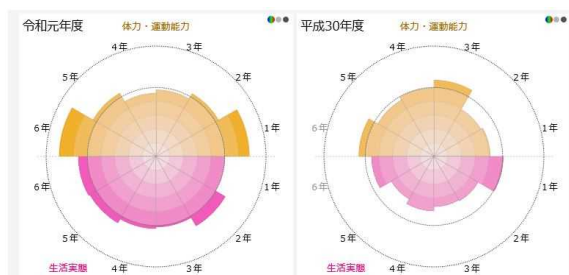 令和元年度
体力・運動能力
4年
3年
5年
2年
6年
1年
6年
1年
5年
2年
4年
3年
生活実態
平成30年度
体力・運動能力
4年
3年
5年
2年
6年
1年
6年
1年
5年
2年
4年
3年
生活実態